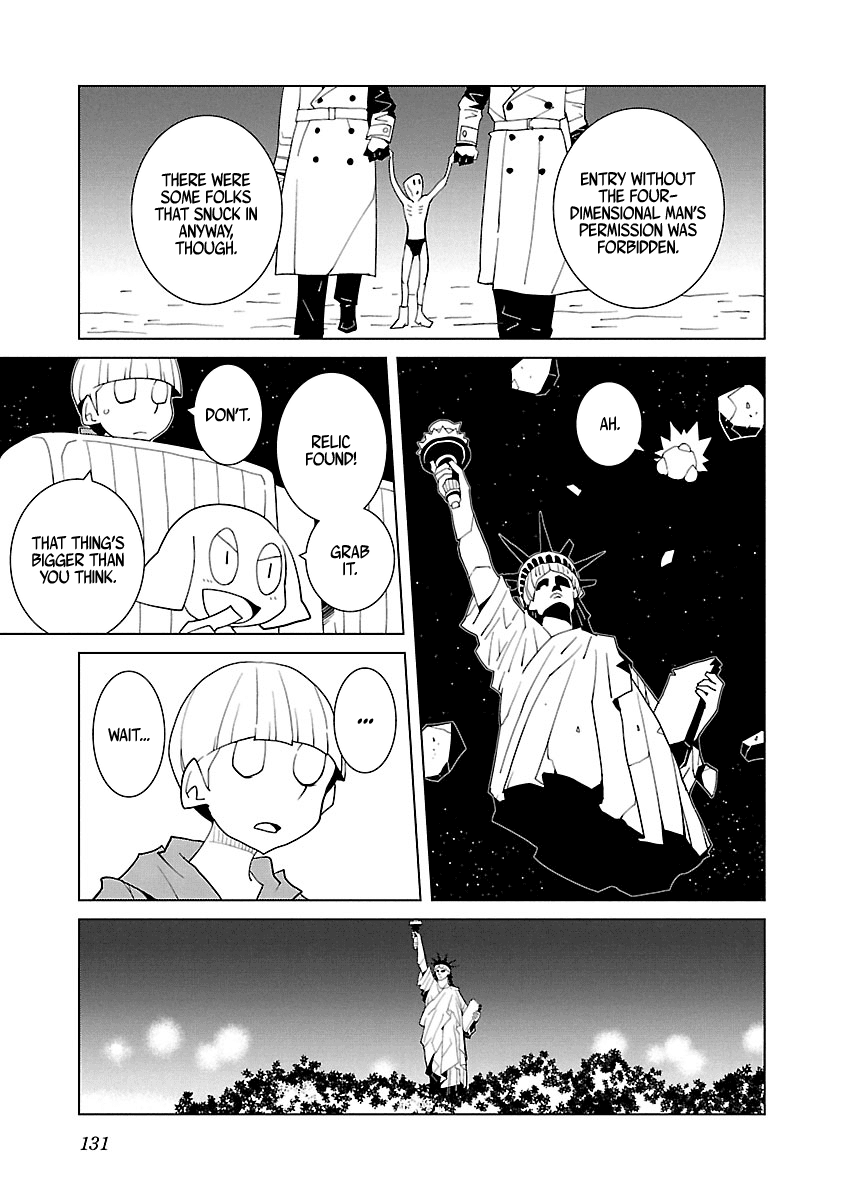 ENTRY WITHOUT
THE FOUR-
DIMENSIONAL MAN'S
PERMISSION WAS
FORBIDDEN.
THERE WERE
SOME FOLKS
THAT SNUCK IN
ANYWAY,
THOUGH.
AH.
RELIC
FOUND!
GRAB
IT.
DON'T.
THAT THING'S
BIGGER THAN
YOU THINK.
...
WAIT...
131